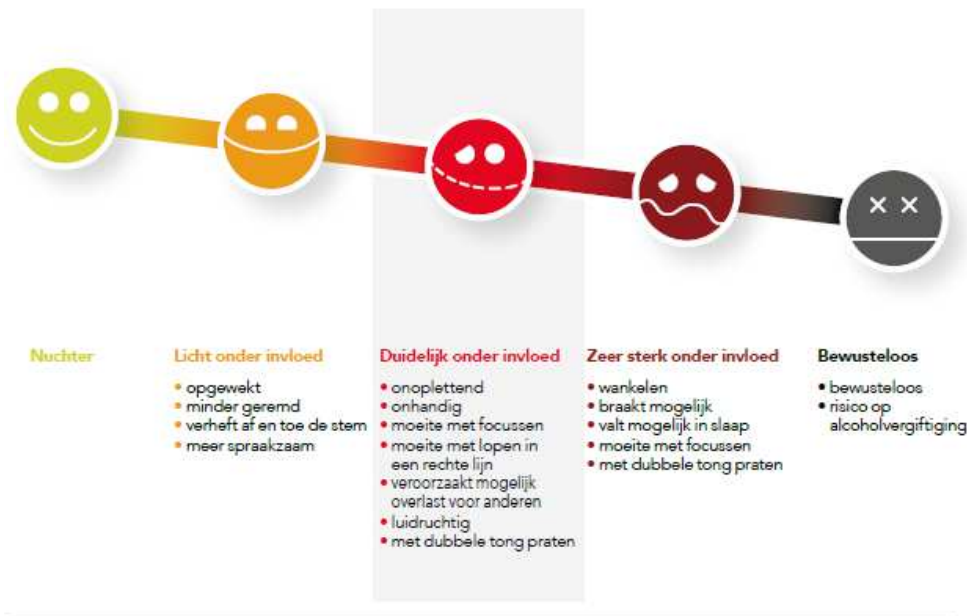 Nuchter
Licht onder invloed
• opgewekt
• minder geremd
• verheft af en toe de stem
• meer spraakzaam
Duidelijk onder invloed
• onoplettend
• onhandig
• moeite met focussen
• moeite met lopen in
een rechte lijn
• veroorzaakt mogelijk
overlast voor anderen
• luidruchtig
• met dubbele tong praten
Zeer sterk onder invloed
• wankelen
• braakt mogelijk
• valt mogelijk in slaap
• moeite met focussen
• met dubbele tong praten
Bewusteloos
• bewusteloos
• risico op
alcoholvergiftiging